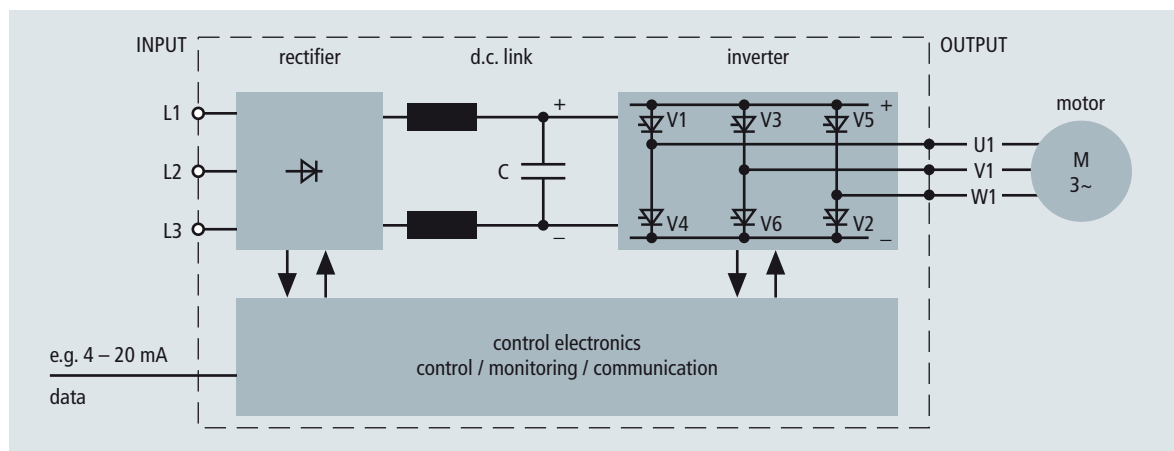 INPUT
OUTPUT
rectifier
d.c. link
inverter
motor
L1
L2
L3
+
C
–
V1
V3
V5
+
V4
V6
V2
–
U1
V1
W1
M
3~
control electronics
control / monitoring / communication
e.g. 4 – 20 mA
data